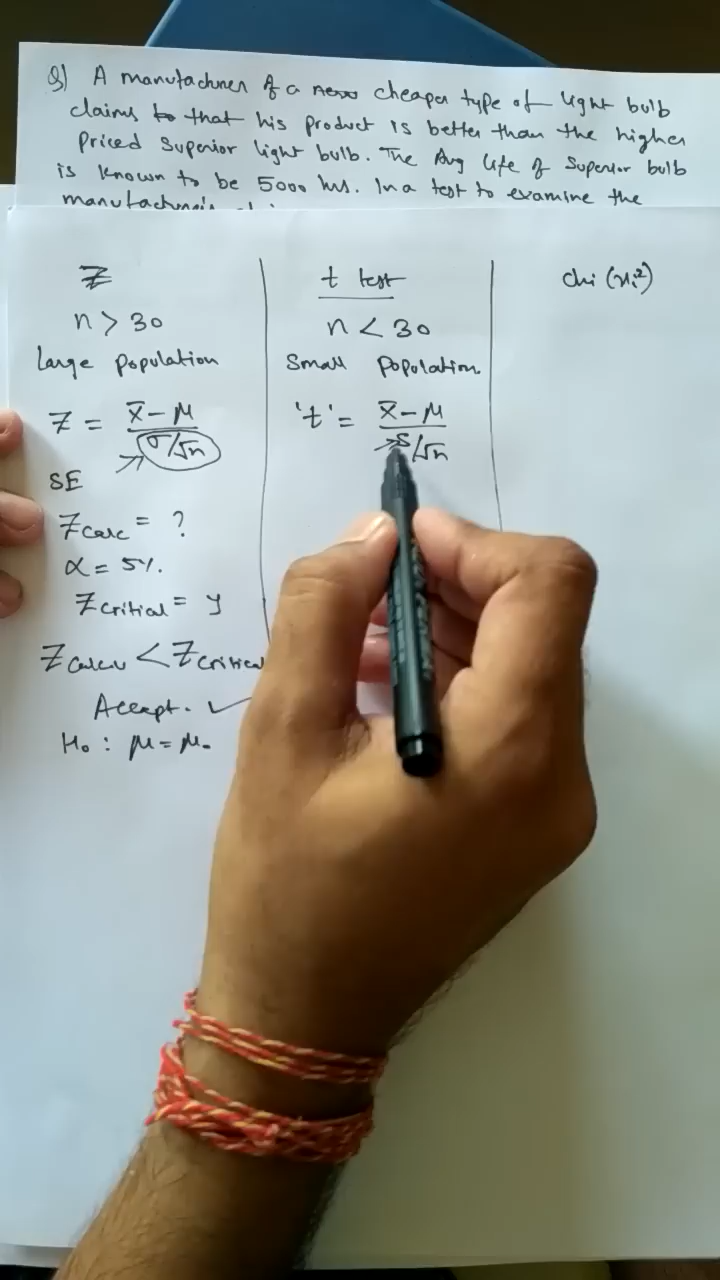 Q) A manufacturer of a new cheaper type of light bulb
claims to that his product is better than the higher
Priced Superior light bulb. The Avg life of Superior bulb
is known to be 5000 hrs. In a test to examine the
manufacturer's
Z
n > 30
Large Population
Z = x̄ - μ / σ/√n
SE
Zcalc = ?
α = 5%.
Zcritical = y
Zcalcu < Zcritical
Accept. ✓
H₀ : μ = μ₀
t test
n < 30
Small Population
't' = x̄ - μ / s/√n
chi (x²)